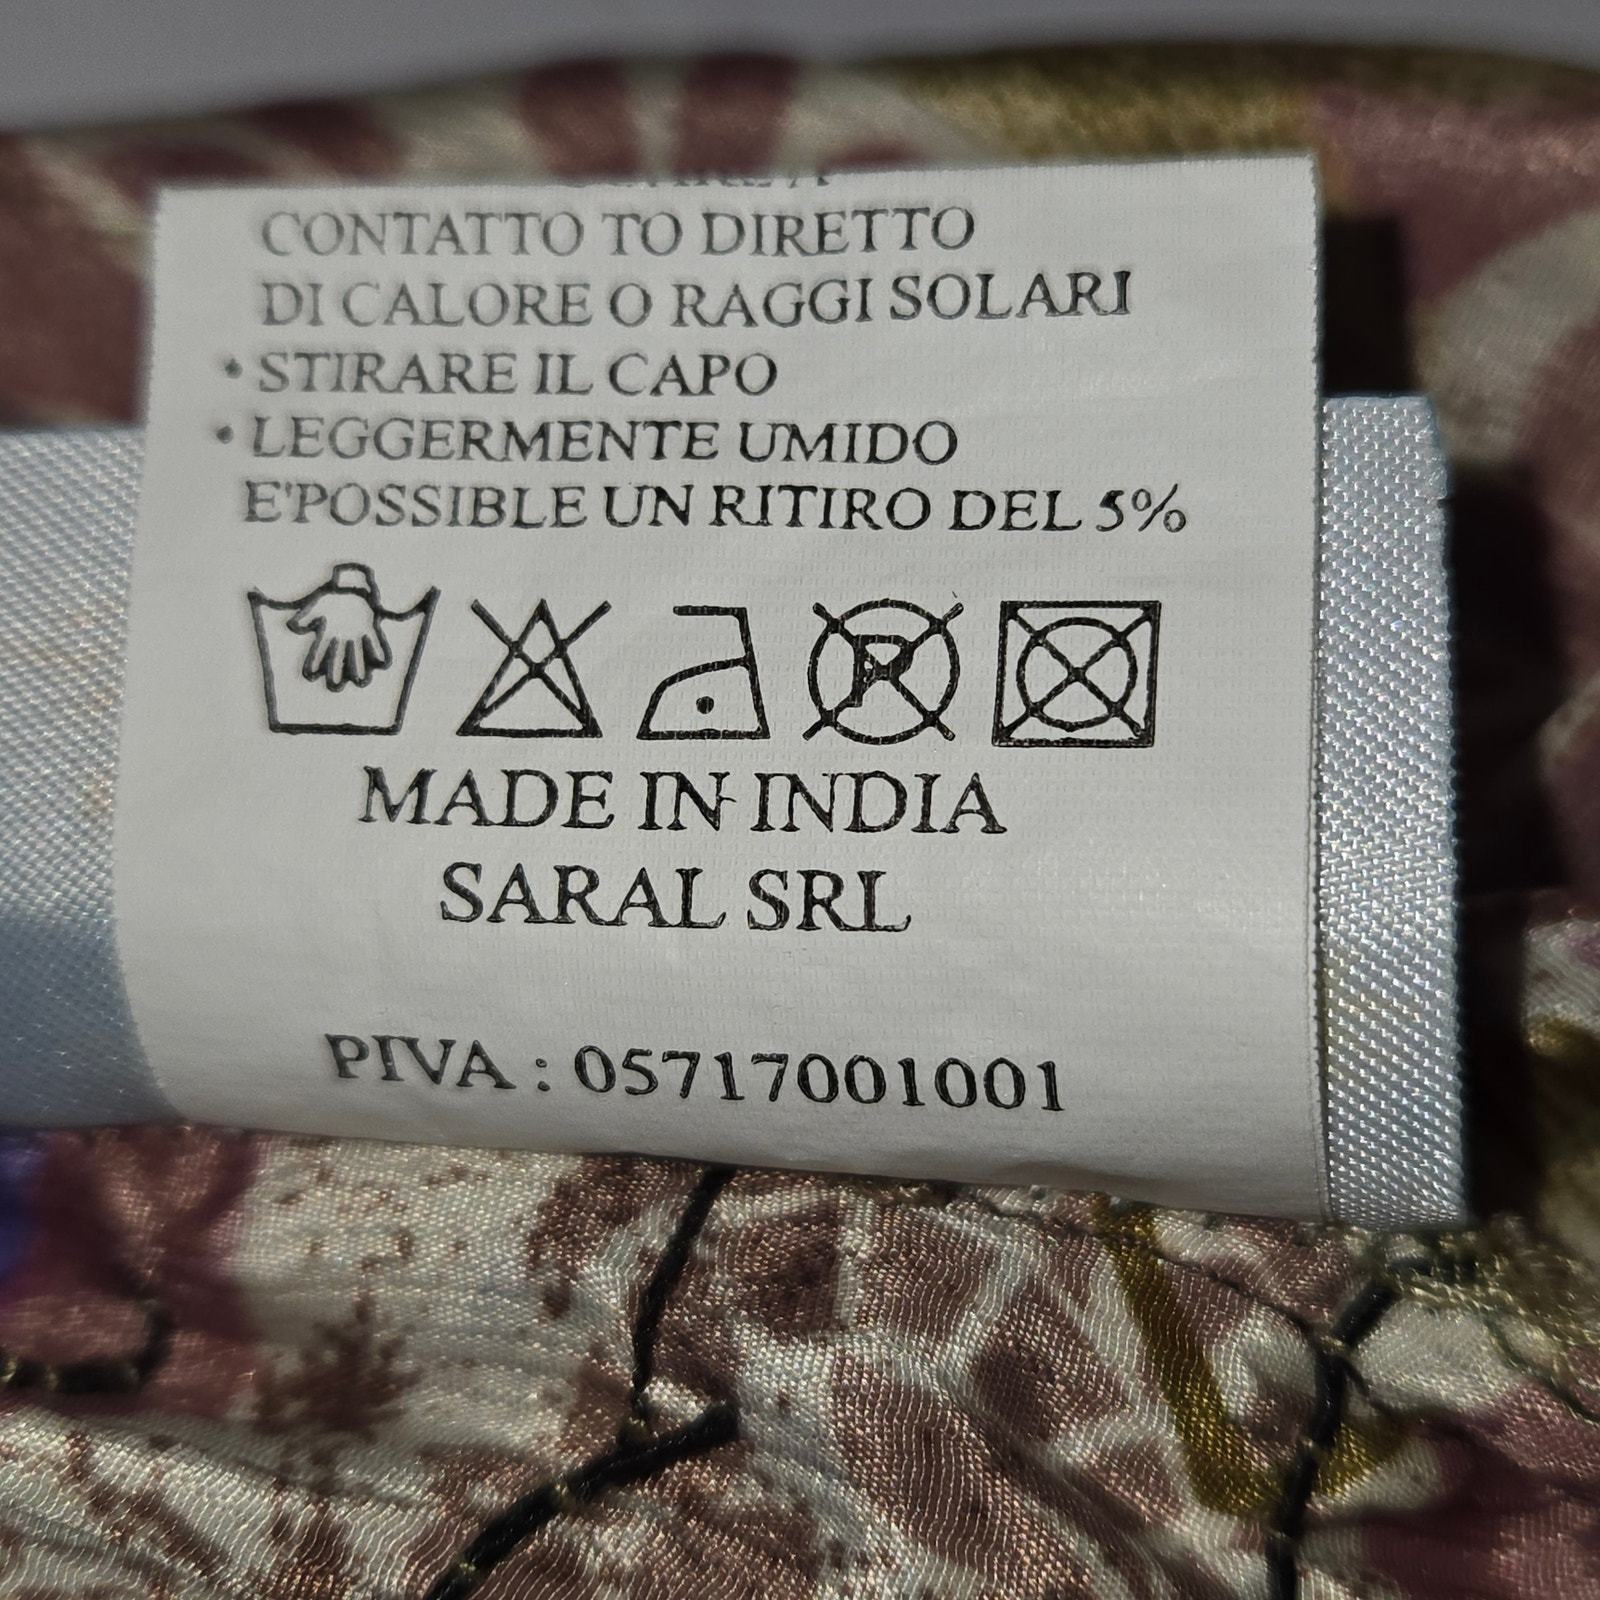 CONTATTO TO DIRETTO
DI CALORE O RAGGI SOLARI
• STIRARE IL CAPO
• LEGGERMENTE UMIDO
E'POSSIBLE UN RITIRO DEL 5%
P
MADE IN INDIA
SARAL SRL
PIVA : 05717001001